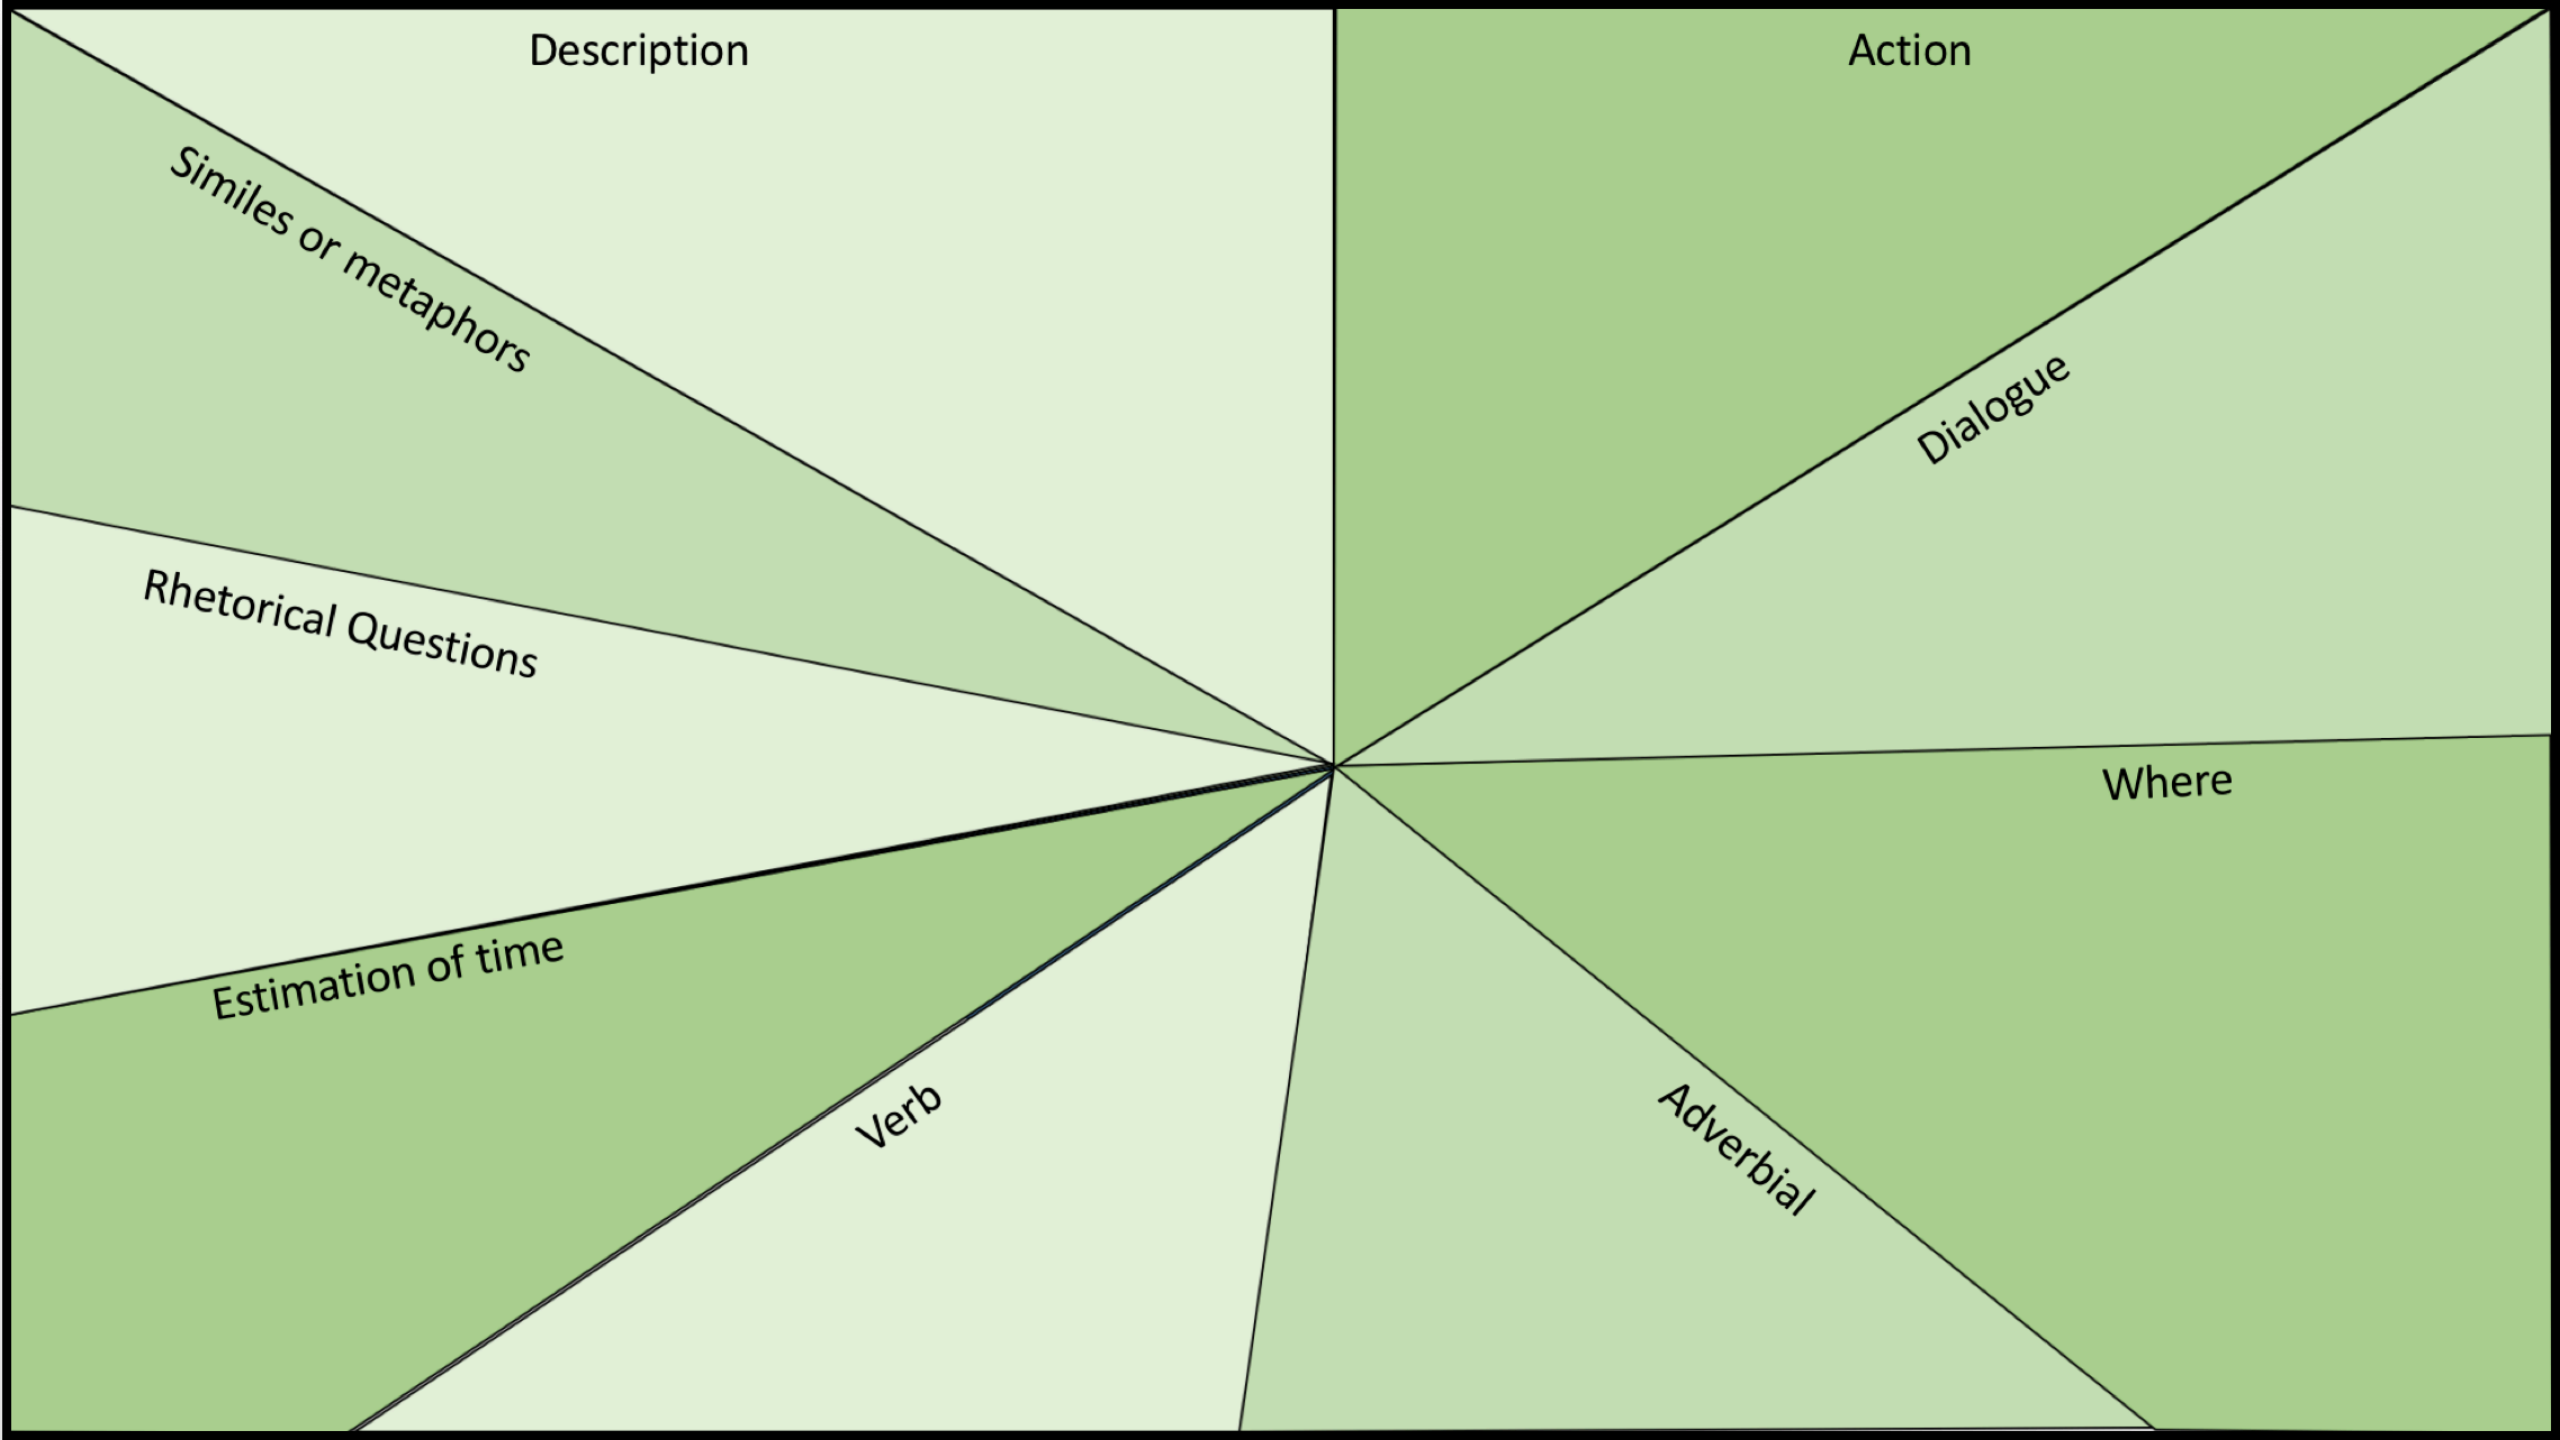 Description
Action
Similes or metaphors
Dialogue
Rhetorical Questions
Where
Estimation of time
Verb
Adverbial